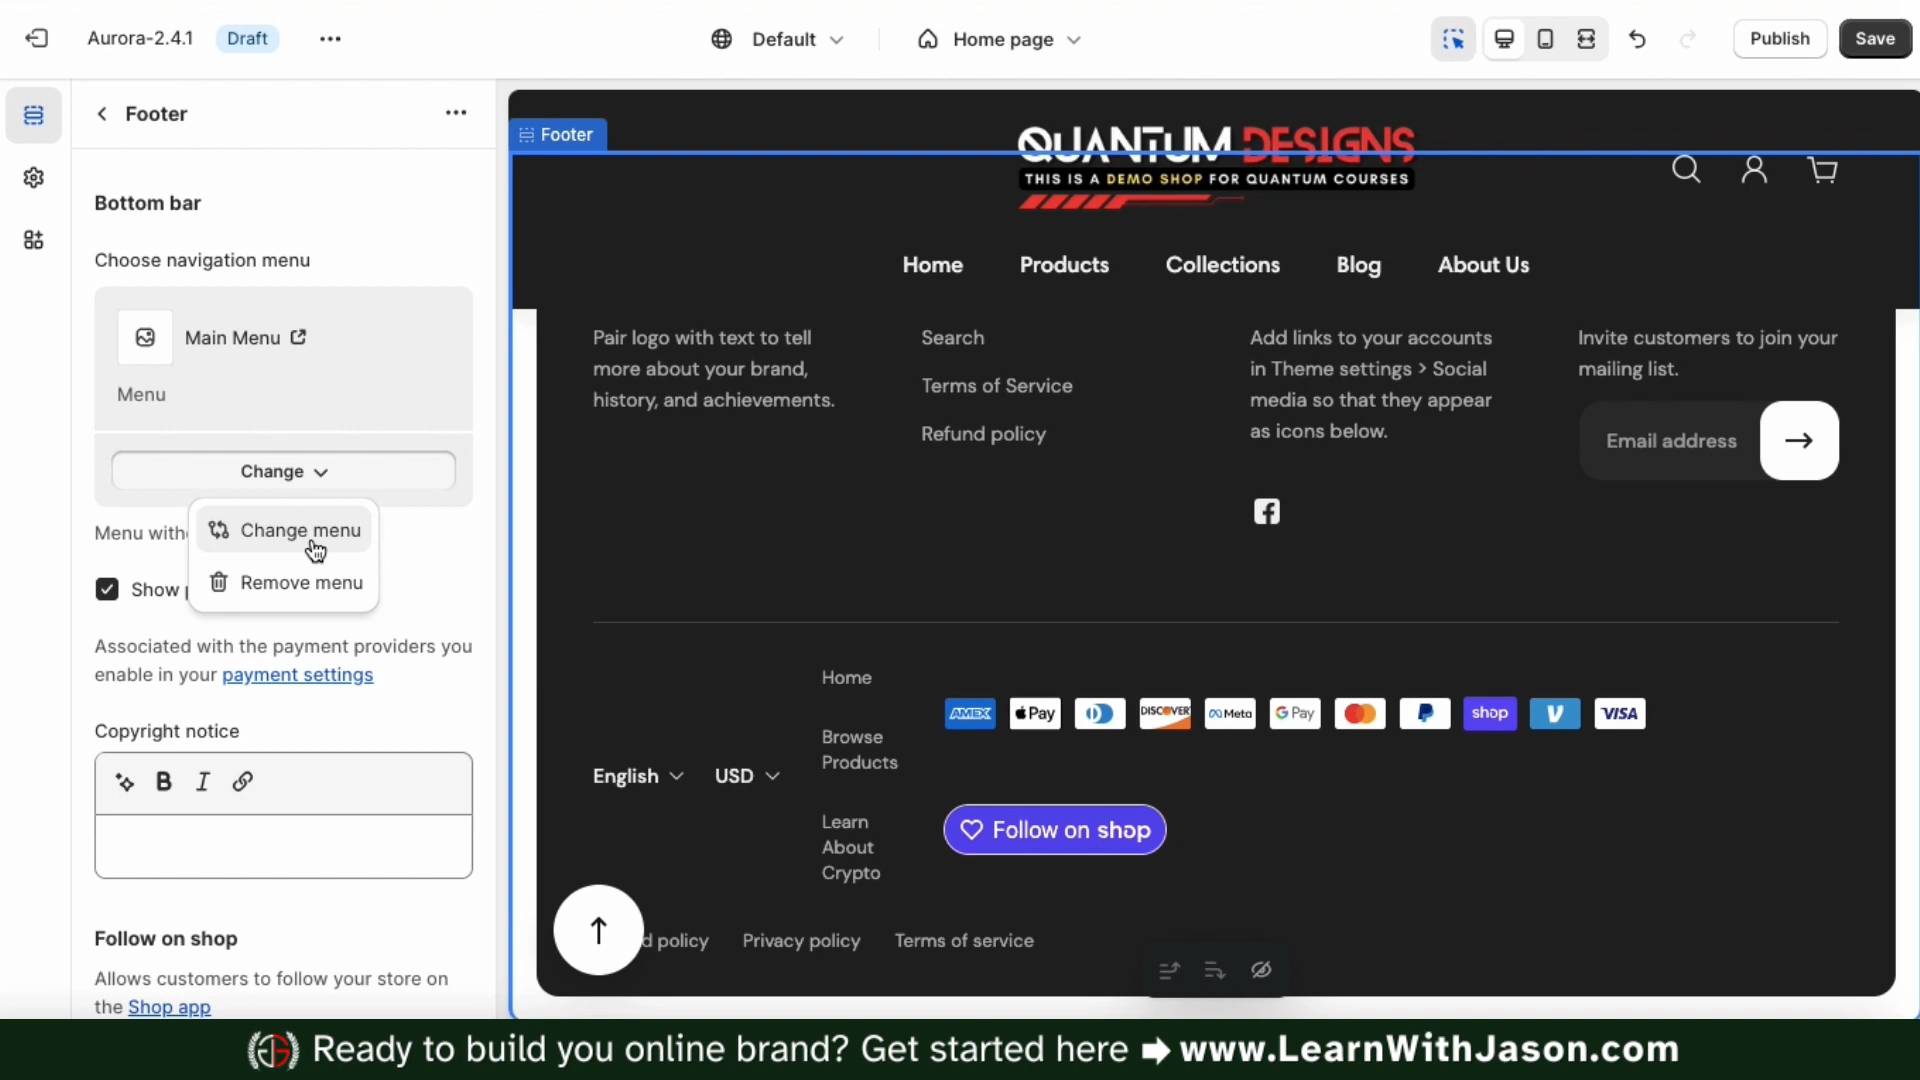 Aurora-2.4.1
Draft
Default
Home page
Publish
Save
Footer
Bottom bar
Choose navigation menu
Main Menu
Menu
Change
Change menu
Remove menu
Menu with
Show
Associated with the payment providers you
enable in your payment settings
Copyright notice
B I
Follow on shop
Allows customers to follow your store on
the Shop app
Footer
QUANTUM DESIGNS
THIS IS A DEMO SHOP FOR QUANTUM COURSES
Home Products Collections Blog About Us
Pair logo with text to tell
more about your brand,
history, and achievements.
Search
Terms of Service
Refund policy
Add links to your accounts
in Theme settings > Social
media so that they appear
as icons below.
Invite customers to join your
mailing list.
Email address
English
USD
Home
Browse
Products
Learn
About
Crypto
AMEX
Pay
DISCOVER
Meta
G Pay
shop
VISA
Follow on shop
d policy
Privacy policy
Terms of service
Ready to build you online brand? Get started here ➡ www.LearnWithJason.com